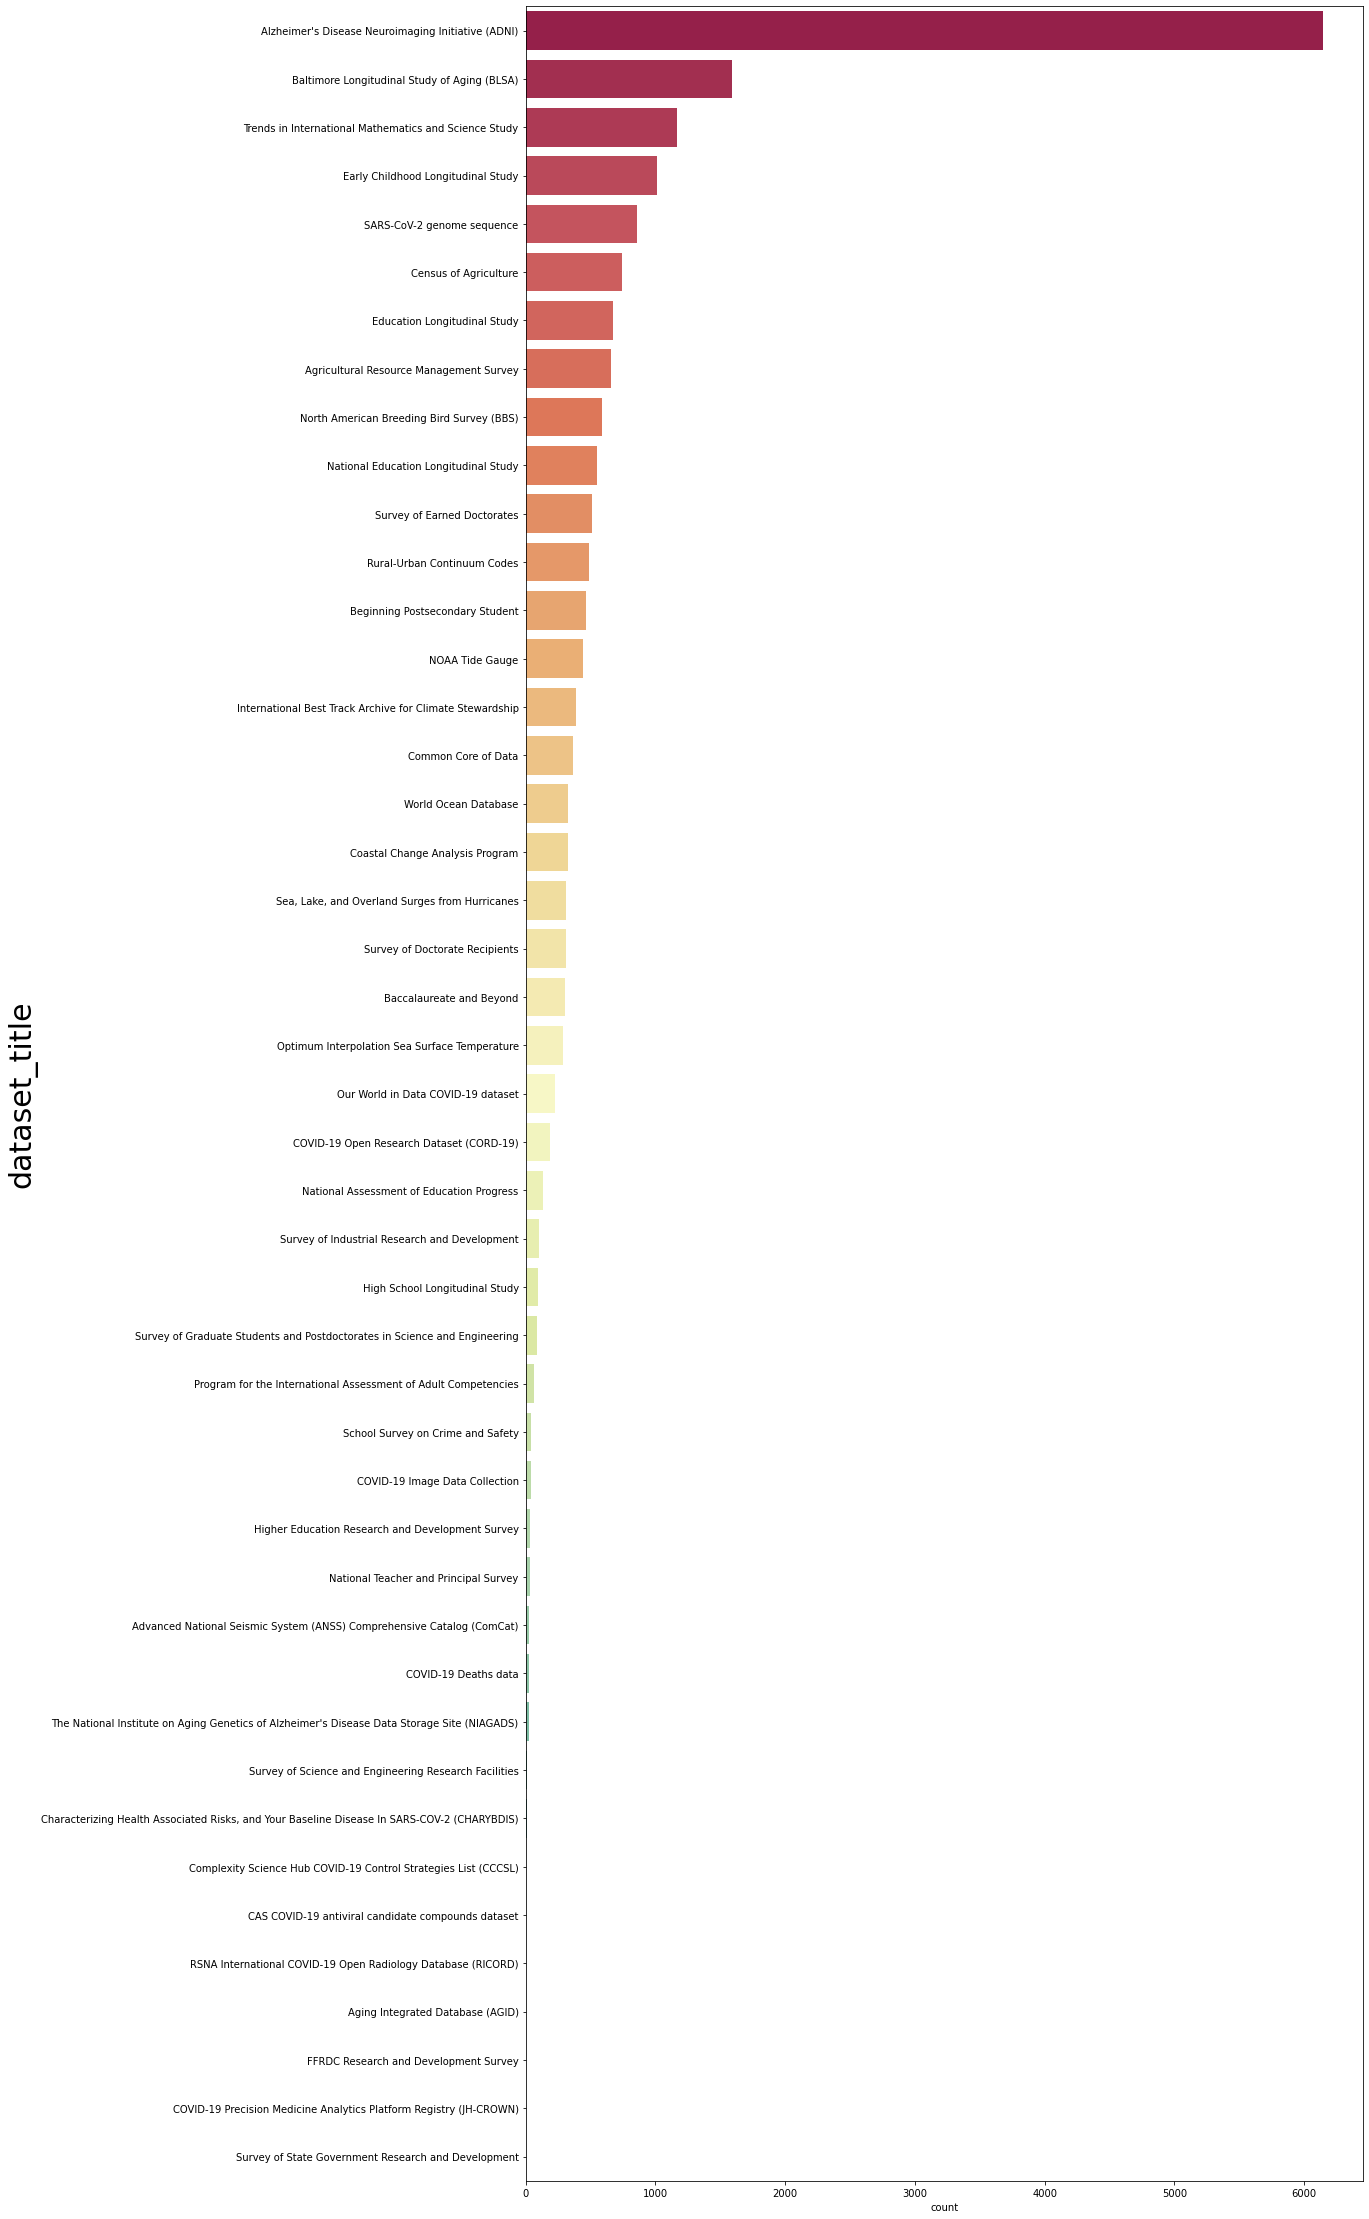 Alzheimer's Disease Neuroimaging Initiative (ADNI)
Baltimore Longitudinal Study of Aging (BLSA)
Trends in International Mathematics and Science Study
Early Childhood Longitudinal Study
SARS-CoV-2 genome sequence
Census of Agriculture
Education Longitudinal Study
Agricultural Resource Management Survey
North American Breeding Bird Survey (BBS)
National Education Longitudinal Study
Survey of Earned Doctorates
Rural-Urban Continuum Codes
Beginning Postsecondary Student
NOAA Tide Gauge
International Best Track Archive for Climate Stewardship
Common Core of Data
World Ocean Database
Coastal Change Analysis Program
Sea, Lake, and Overland Surges from Hurricanes
Survey of Doctorate Recipients
Baccalaureate and Beyond
Optimum Interpolation Sea Surface Temperature
Our World in Data COVID-19 dataset
COVID-19 Open Research Dataset (CORD-19)
National Assessment of Education Progress
Survey of Industrial Research and Development
High School Longitudinal Study
Survey of Graduate Students and Postdoctorates in Science and Engineering
Program for the International Assessment of Adult Competencies
School Survey on Crime and Safety
COVID-19 Image Data Collection
Higher Education Research and Development Survey
National Teacher and Principal Survey
Advanced National Seismic System (ANSS) Comprehensive Catalog (ComCat)
COVID-19 Deaths data
The National Institute on Aging Genetics of Alzheimer's Disease Data Storage Site (NIAGADS)
Survey of Science and Engineering Research Facilities
Characterizing Health Associated Risks, and Your Baseline Disease In SARS-COV-2 (CHARYBDIS)
Complexity Science Hub COVID-19 Control Strategies List (CCCSL)
CAS COVID-19 antiviral candidate compounds dataset
RSNA International COVID-19 Open Radiology Database (RICORD)
Aging Integrated Database (AGID)
FFRDC Research and Development Survey
COVID-19 Precision Medicine Analytics Platform Registry (JH-CROWN)
Survey of State Government Research and Development
dataset_title
0 1000 2000 3000 4000 5000 6000
count